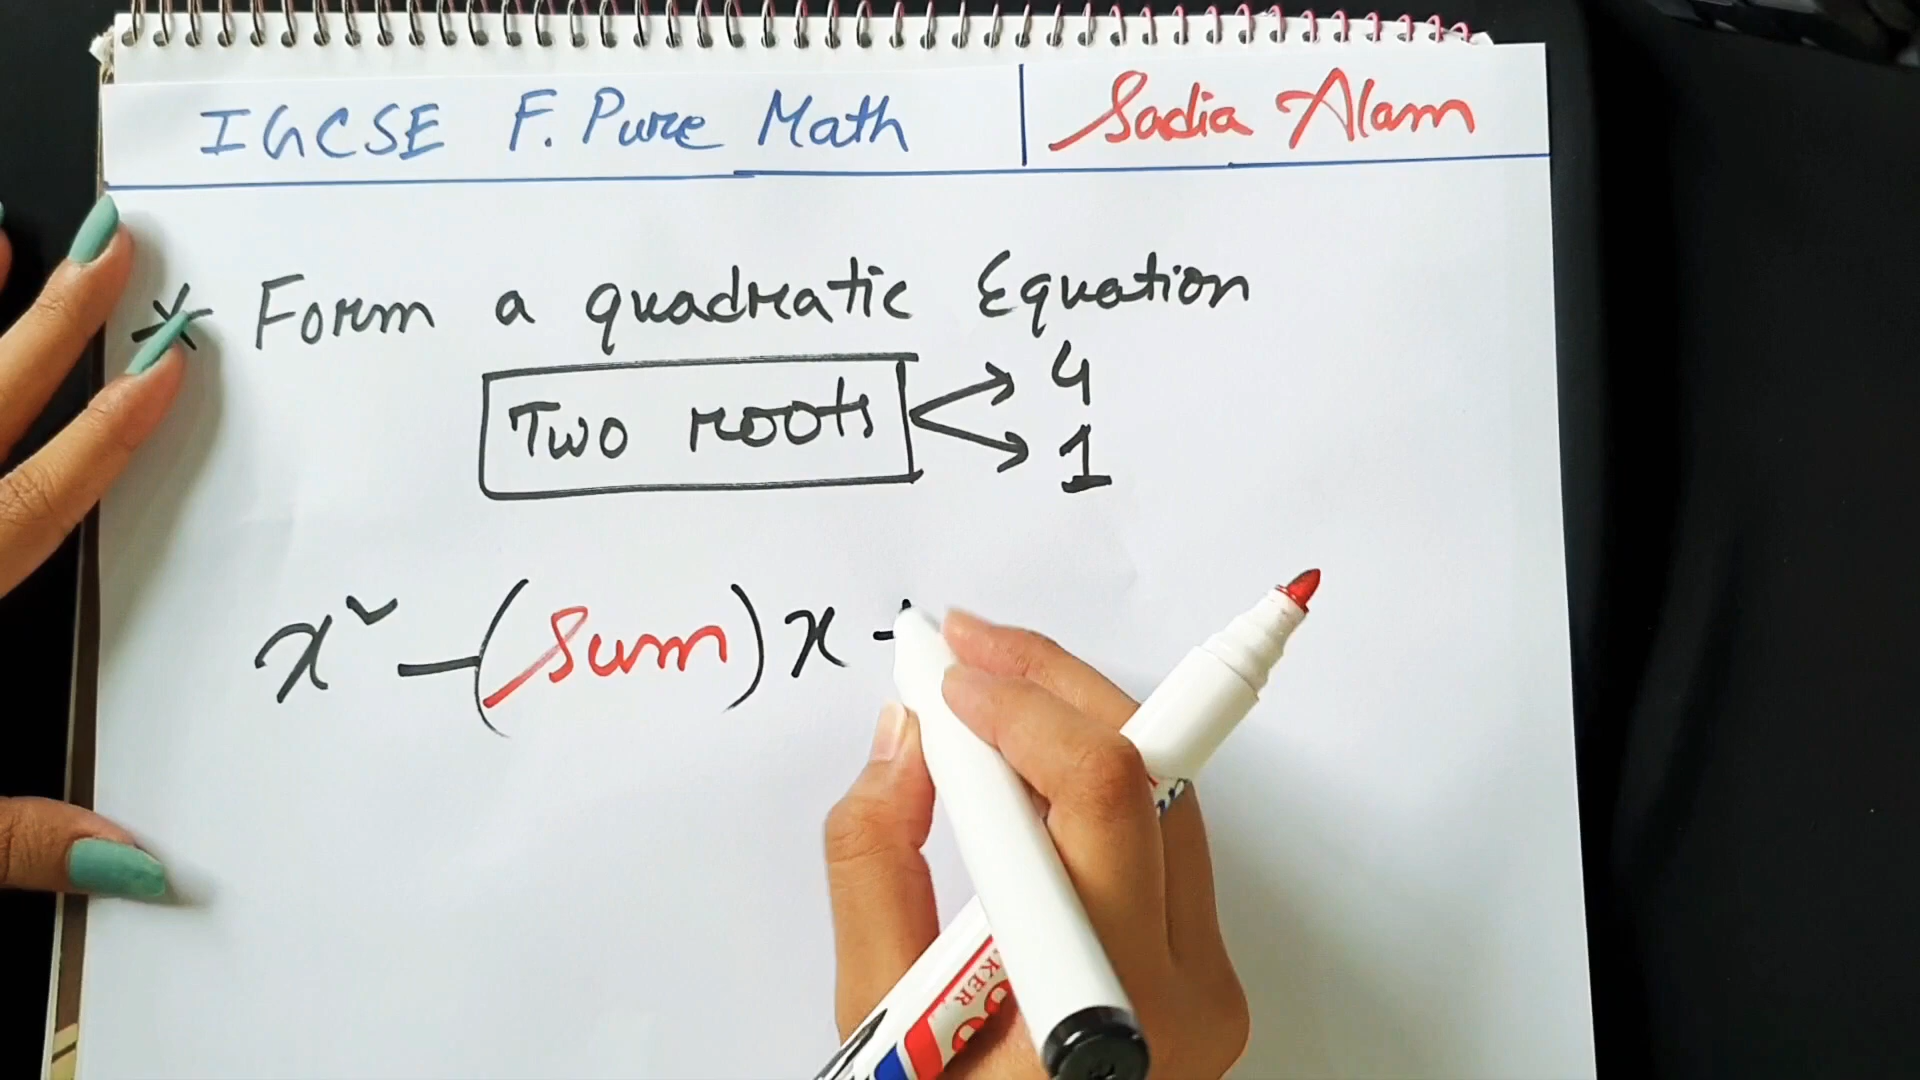 IGCSE F. Pure Math | Sadia Alam
* Form a quadratic Equation
Two roots → 4
→ 1
x² - (Sum) x +